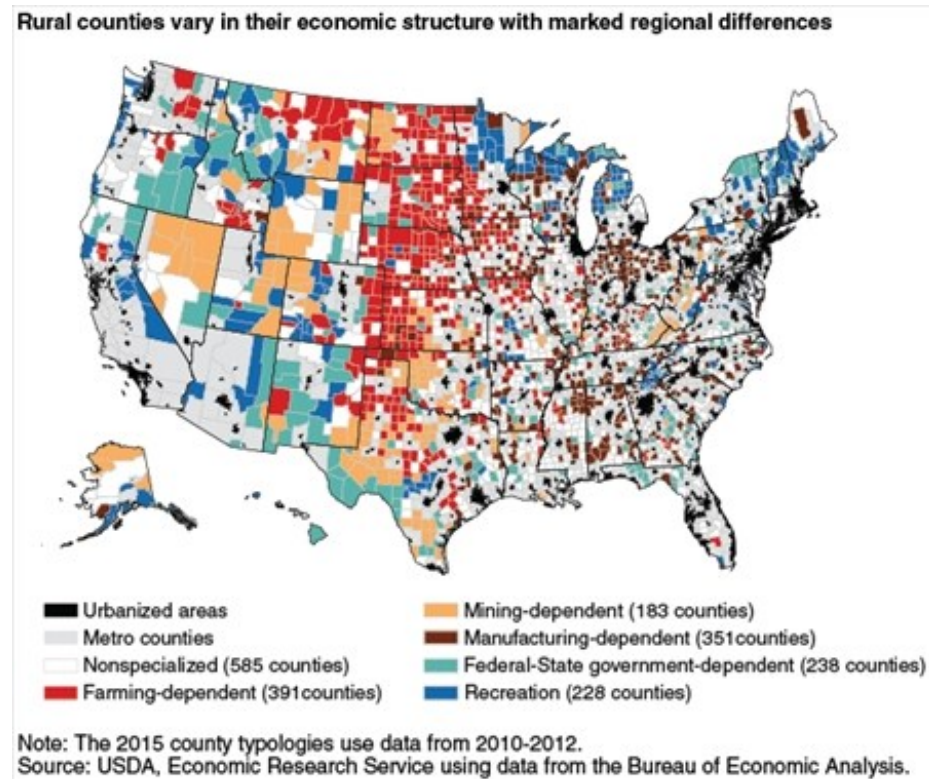 Rural counties vary in their economic structure with marked regional differences
Urbanized areas
Metro counties
Nonspecialized (585 counties)
Farming-dependent (391counties)
Mining-dependent (183 counties)
Manufacturing-dependent (351counties)
Federal-State government-dependent (238 counties)
Recreation (228 counties)
Note: The 2015 county typologies use data from 2010-2012.
Source: USDA, Economic Research Service using data from the Bureau of Economic Analysis.